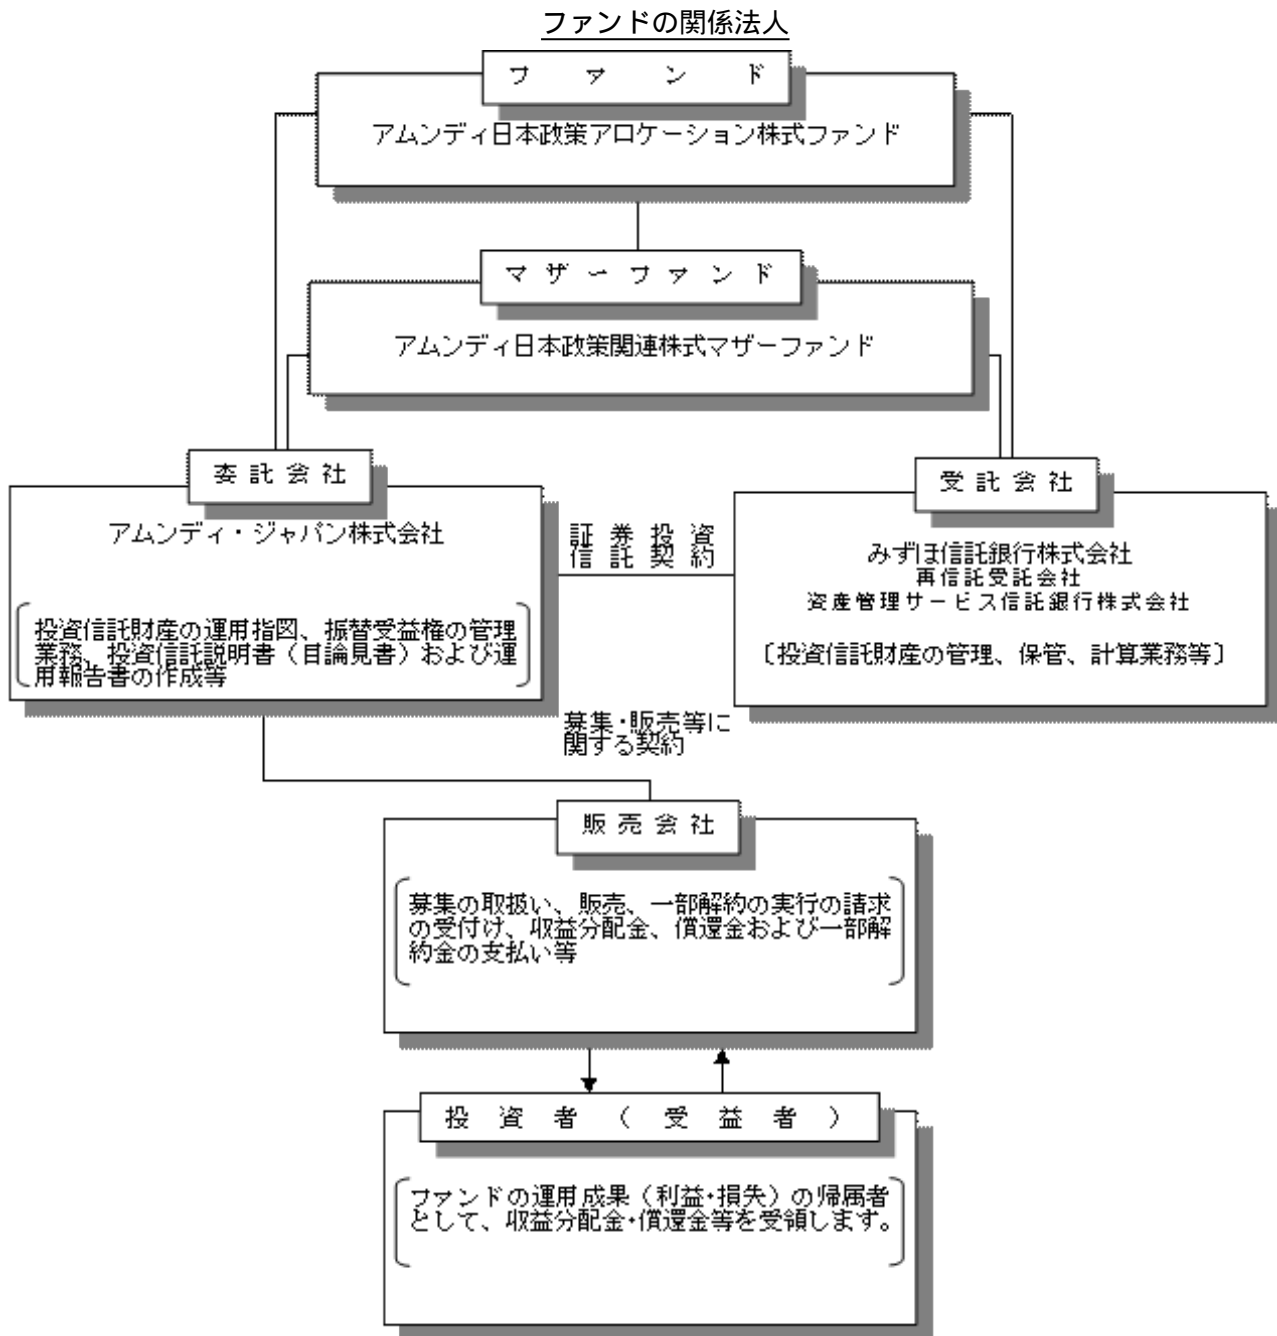 ファンドの関係法人
ファンド
アムンディ日本政策アロケーション株式ファンド
マザーファンド
アムンディ日本政策関連株式マザーファンド
委託会社
アムンディ・ジャパン株式会社
投資信託財産の運用指図、振替受益権の管理
業務、投資信託説明書（目論見書）および運
用報告書の作成等
証券投資
信託契約
受託会社
みずほ信託銀行株式会社
再信託受託会社
資産管理サービス信託銀行株式会社
〔投資信託財産の管理、保管、計算業務等〕
募集・販売等に
関する契約
販売会社
募集の取扱い、販売、一部解約の実行の請求
の受付け、収益分配金、償還金および一部解
約金の支払い等
投資者（受益者）
ファンドの運用成果（利益・損失）の帰属者
として、収益分配金・償還金等を受領します。